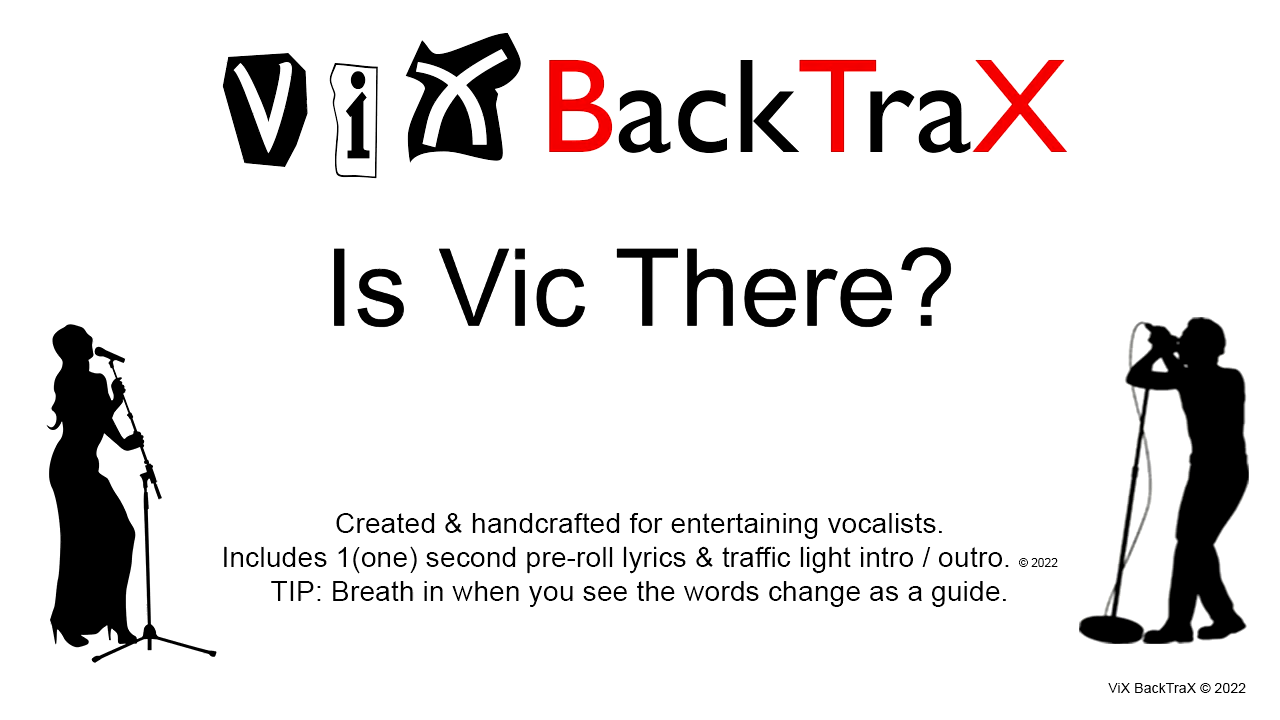 ViX BackTraX
Is Vic There?
Created & handcrafted for entertaining vocalists.
Includes 1(one) second pre-roll lyrics & traffic light intro / outro. © 2022
TIP: Breath in when you see the words change as a guide.
ViX BackTraX © 2022